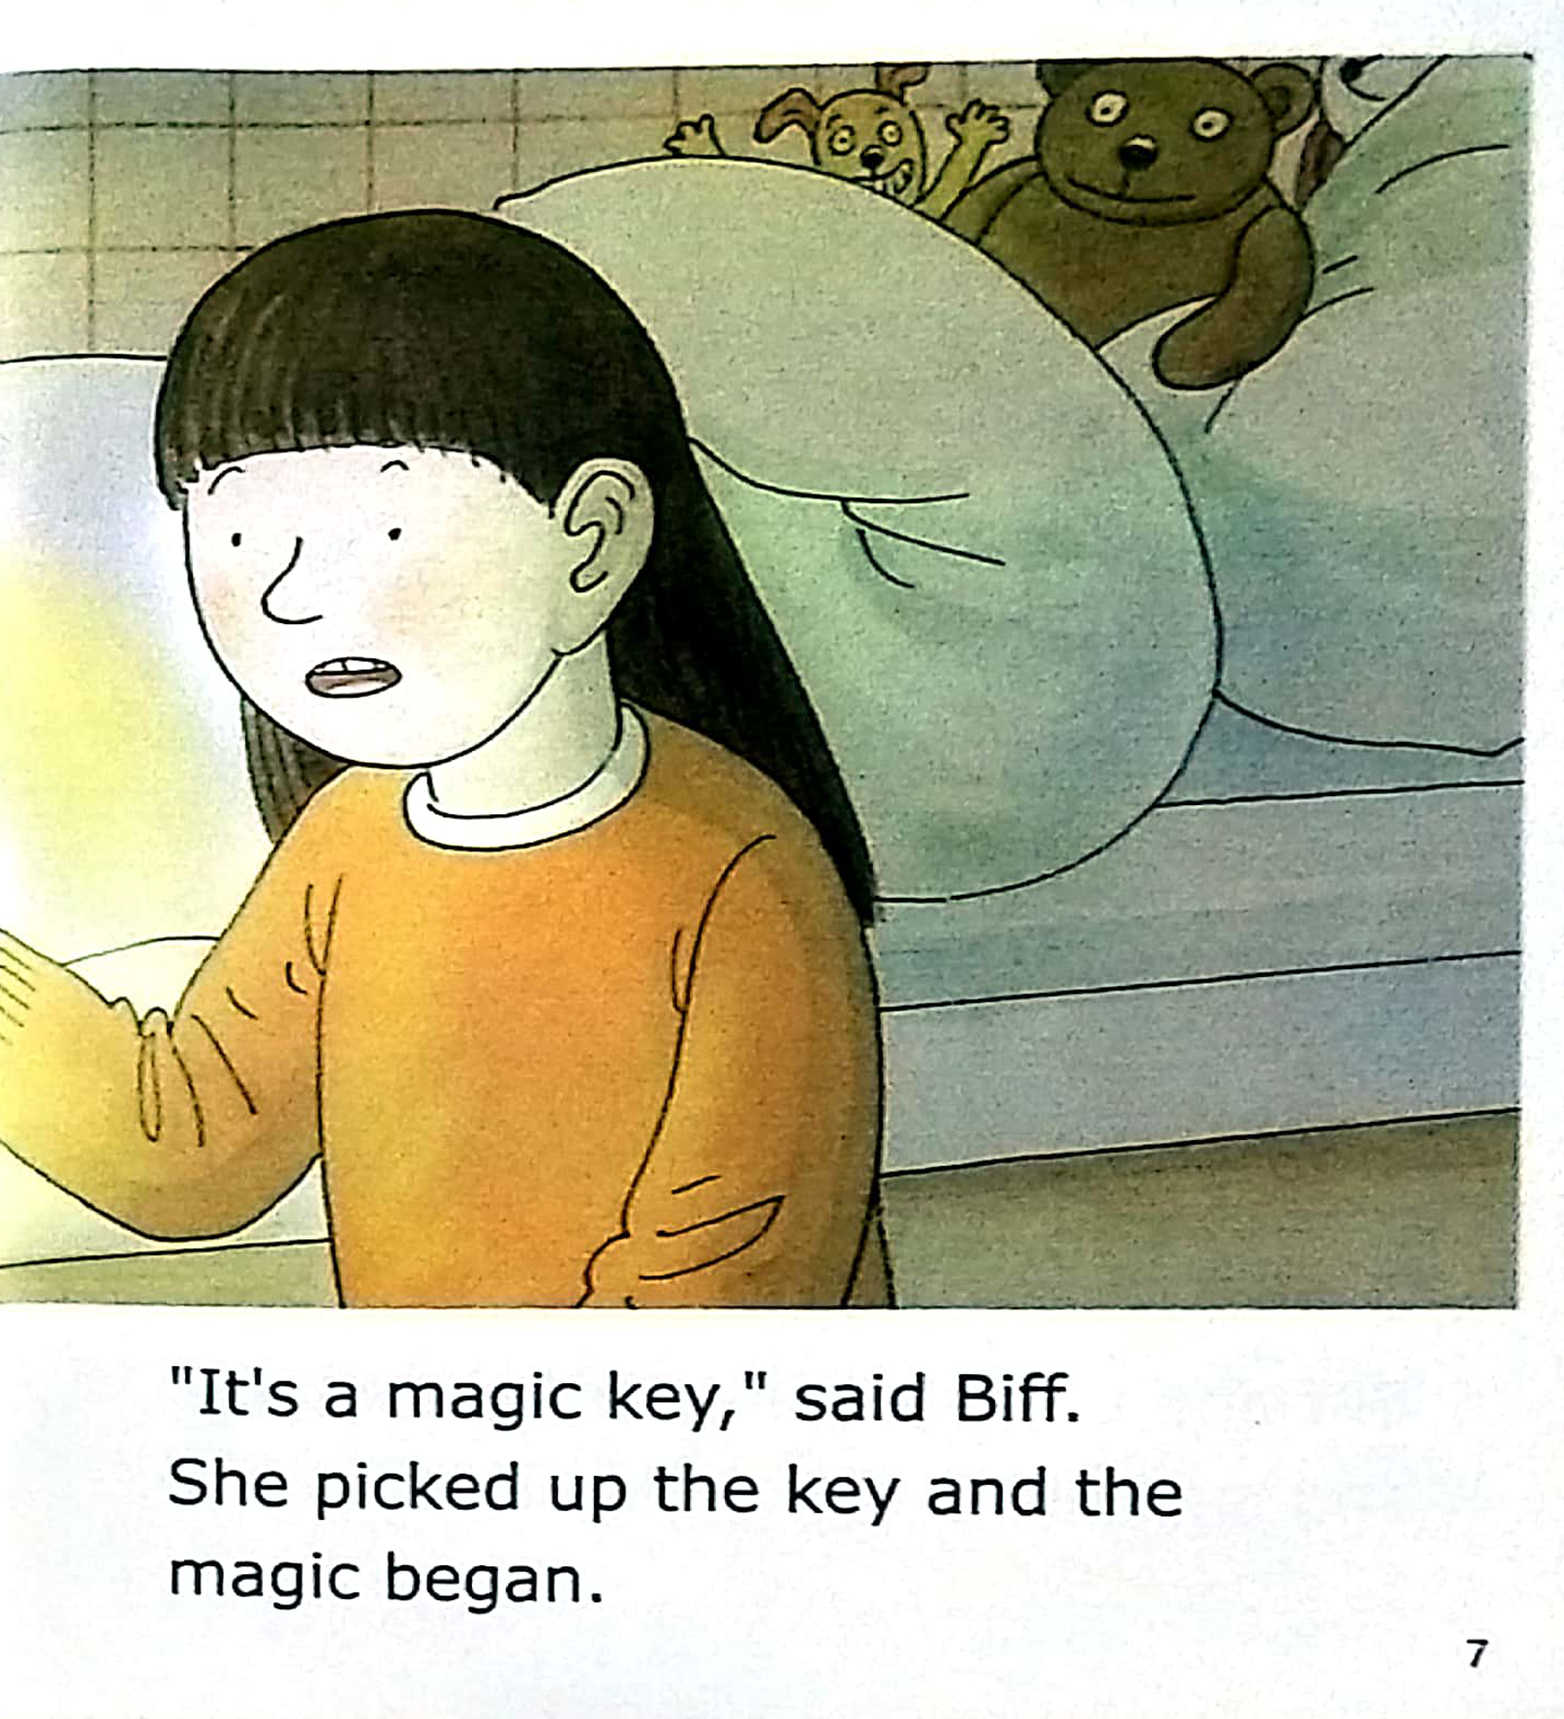 "It's a magic key," said Biff.
She picked up the key and the
magic began.
7